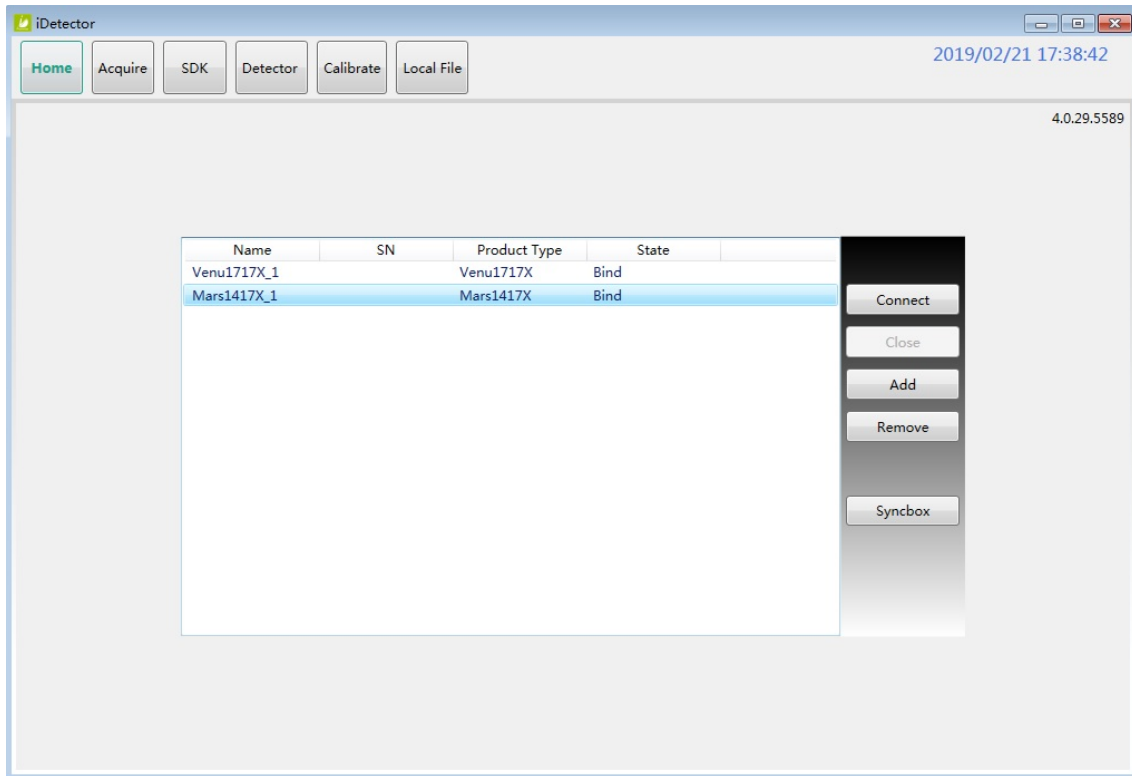 iDetector
Home Acquire SDK Detector Calibrate Local File
2019/02/21 17:38:42
4.0.29.5589
Name SN Product Type State
Venu1717X_1 Venu1717X Bind
Mars1417X_1 Mars1417X Bind
Connect
Close
Add
Remove
Syncbox